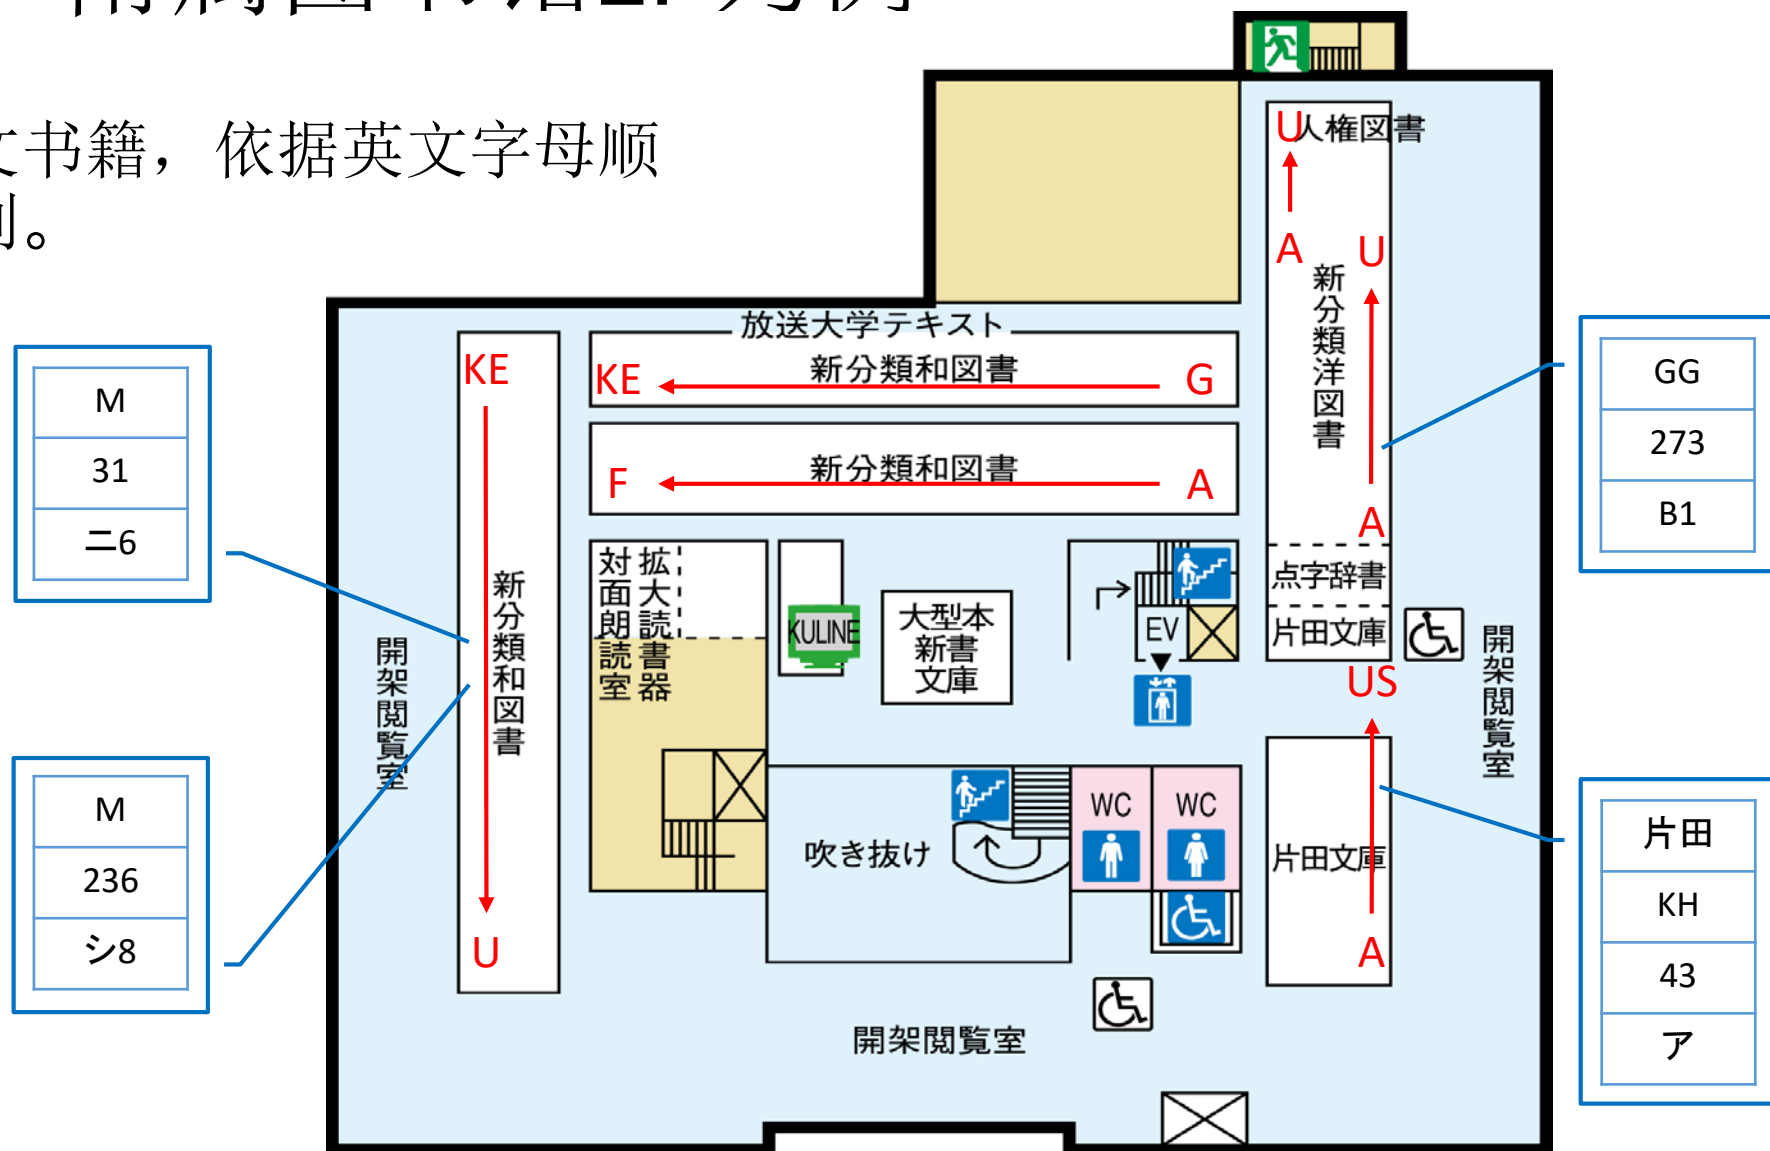 文书籍，依据英文字母顺
列。
U
人権図書
A
U
新分類洋図書
A
点字辞書
片田文庫
放送大学テキスト
KE
新分類和図書
G
F
新分類和図書
A
KE
新分類和図書
U
M
31
ニ6
M
236
シ8
GG
273
B1
片田
KH
43
ア
対面朗読室
拡大読書器
KULINE
大型本
新書
文庫
EV
開架閲覧室
開架閲覧室
US
片田文庫
A
吹き抜け
WC
WC
開架閲覧室